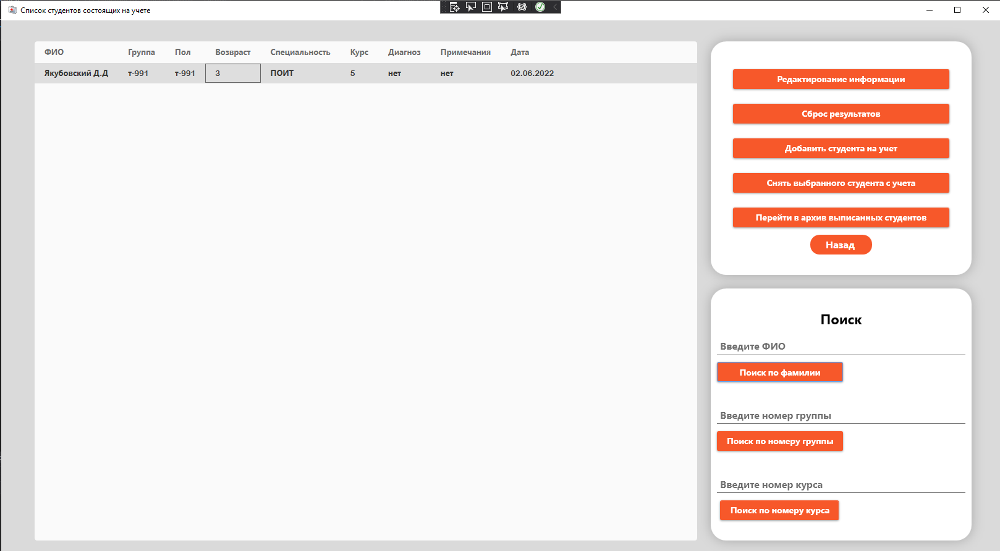 Список студентов состоящих на учете
ФИО Группа Пол Возвраст Специальность Курс Диагноз Примечания Дата
Якубовский Д.Д т-991 т-991 3 ПОИТ 5 нет нет 02.06.2022
Редактирование информации
Сброс результатов
Добавить студента на учет
Снять выбранного студента с учета
Перейти в архив выписанных студентов
Назад
Поиск
Введите ФИО
Поиск по фамилии
Введите номер группы
Поиск по номеру группы
Введите номер курса
Поиск по номеру курса